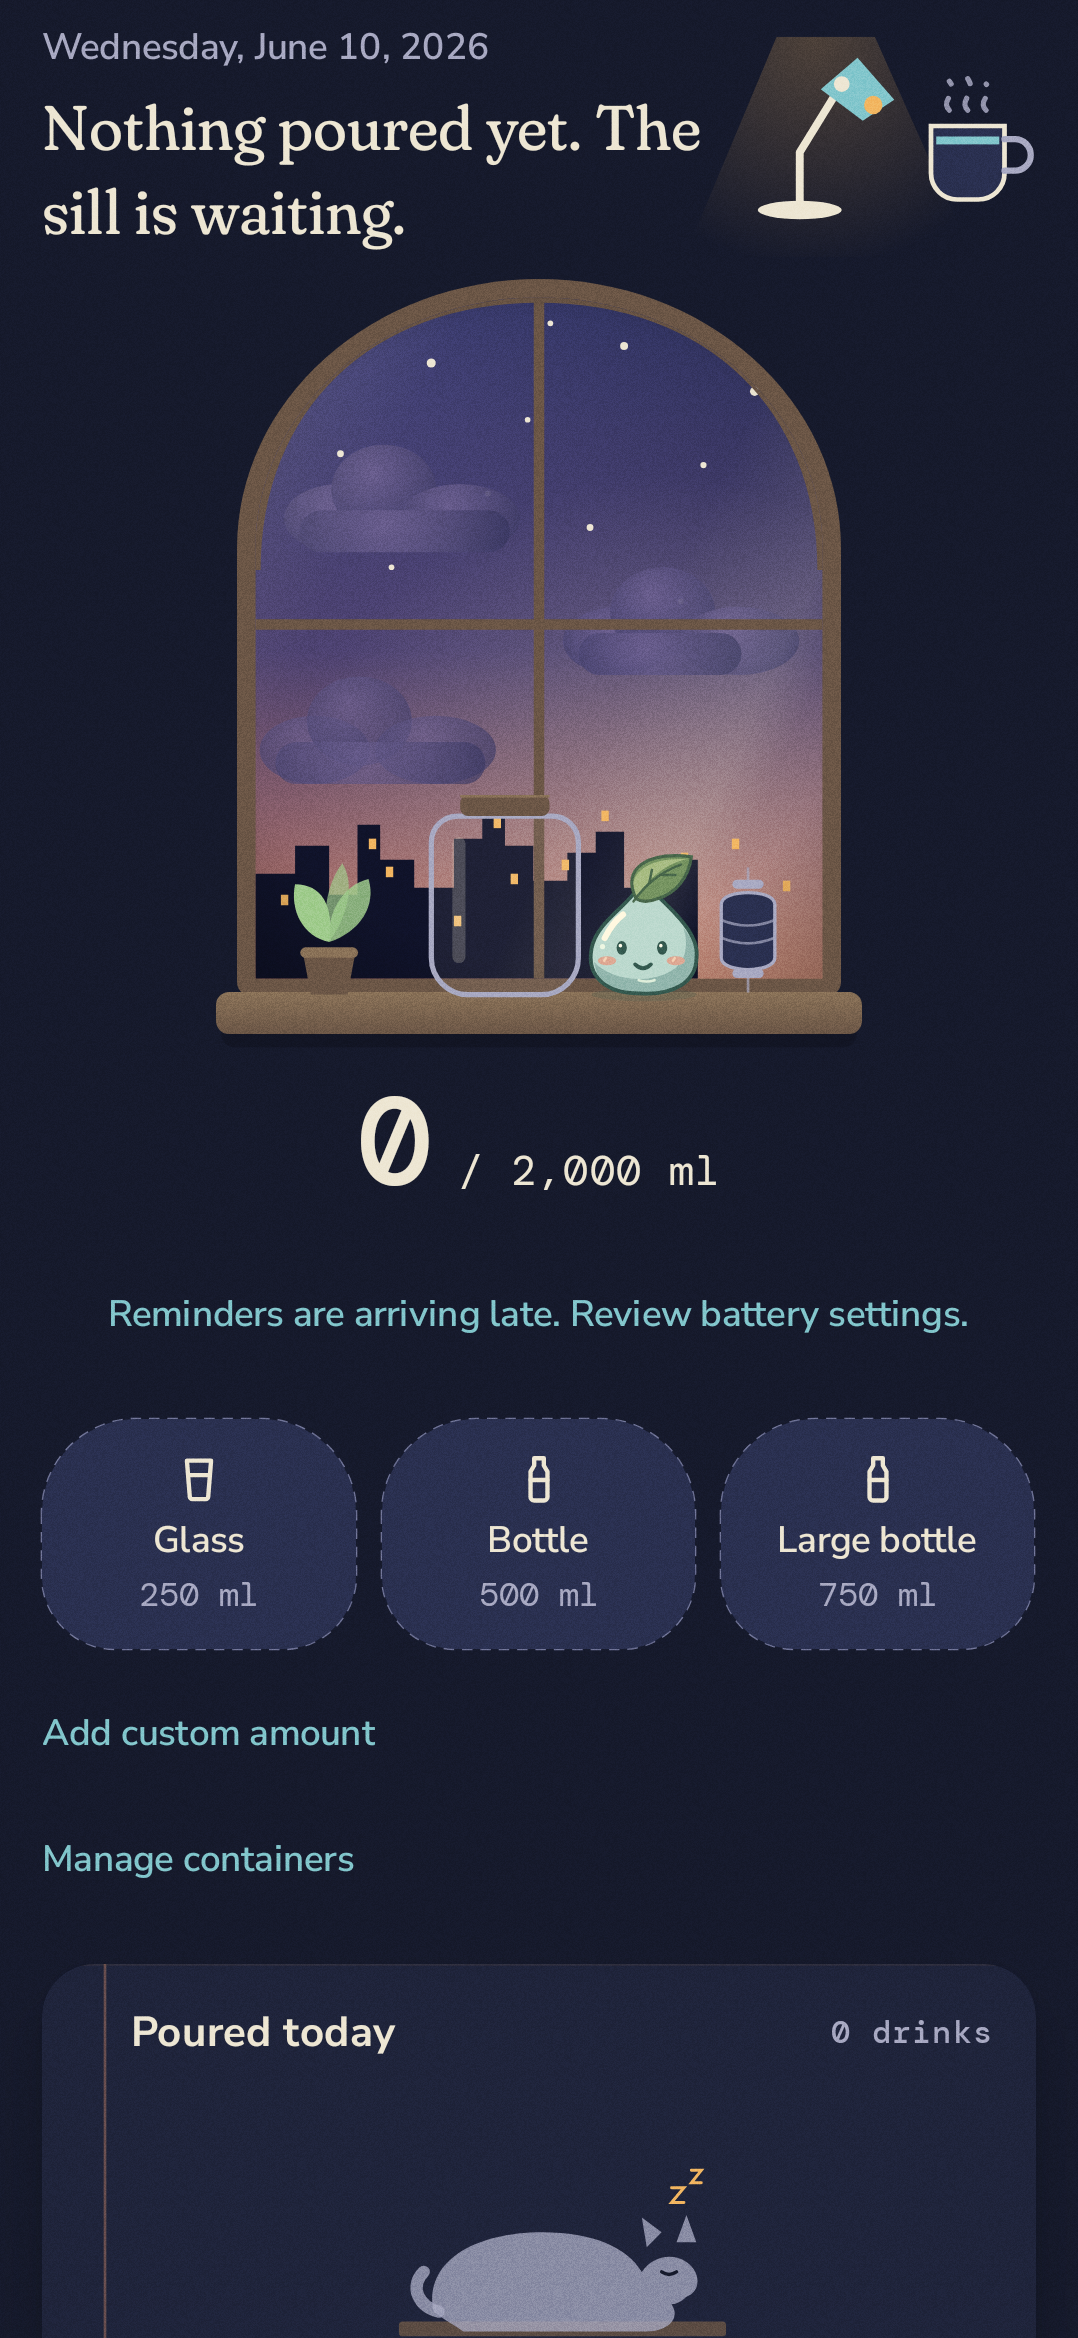 Wednesday, June 10, 2026
Nothing poured yet. The
sill is waiting.
0 / 2,000 ml
Reminders are arriving late. Review battery settings.
Glass
250 ml
Bottle
500 ml
Large bottle
750 ml
Add custom amount
Manage containers
Poured today
0 drinks
z z